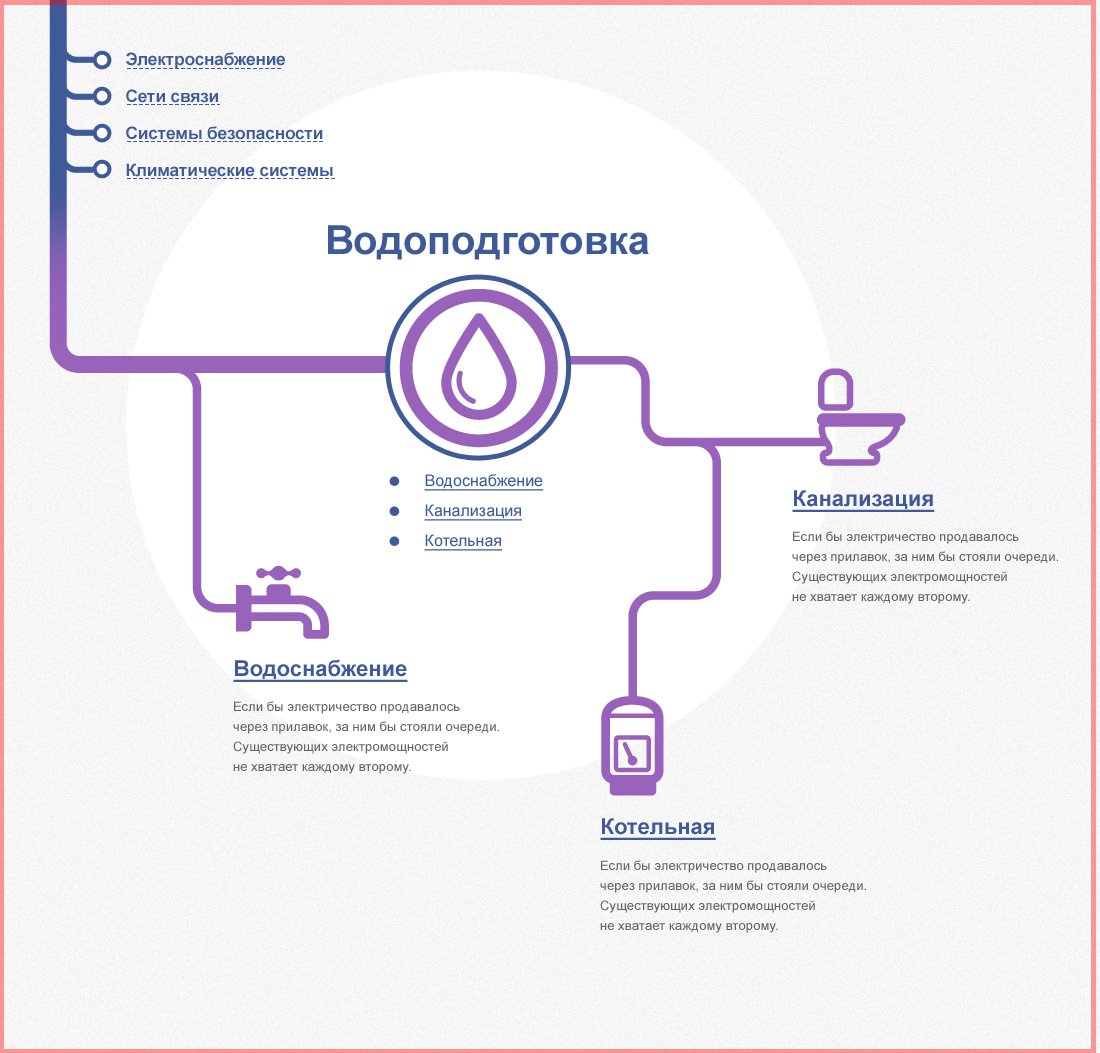 Электроснабжение
Сети связи
Системы безопасности
Климатические системы
Водоподготовка
Водоснабжение
Канализация
Котельная
Канализация
Если бы электричество продавалось
через прилавок, за ним бы стояли очереди.
Существующих электромощностей
не хватает каждому второму.
Водоснабжение
Если бы электричество продавалось
через прилавок, за ним бы стояли очереди.
Существующих электромощностей
не хватает каждому второму.
Котельная
Если бы электричество продавалось
через прилавок, за ним бы стояли очереди.
Существующих электромощностей
не хватает каждому второму.